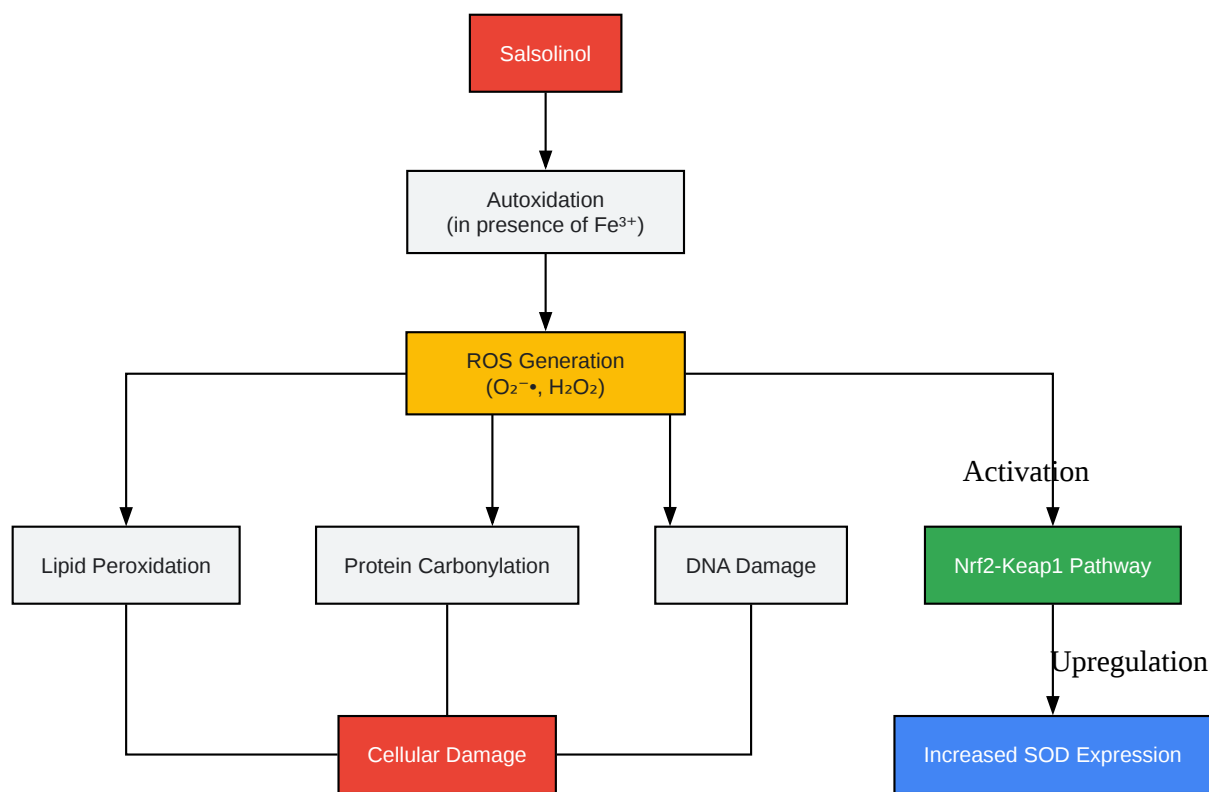 Salsolinol
Autoxidation
(in presence of Fe³⁺)
ROS Generation
(O₂⁻•, H₂O₂)
Activation
Lipid Peroxidation
Protein Carbonylation
DNA Damage
Nrf2-Keap1 Pathway
Upregulation
Cellular Damage
Increased SOD Expression